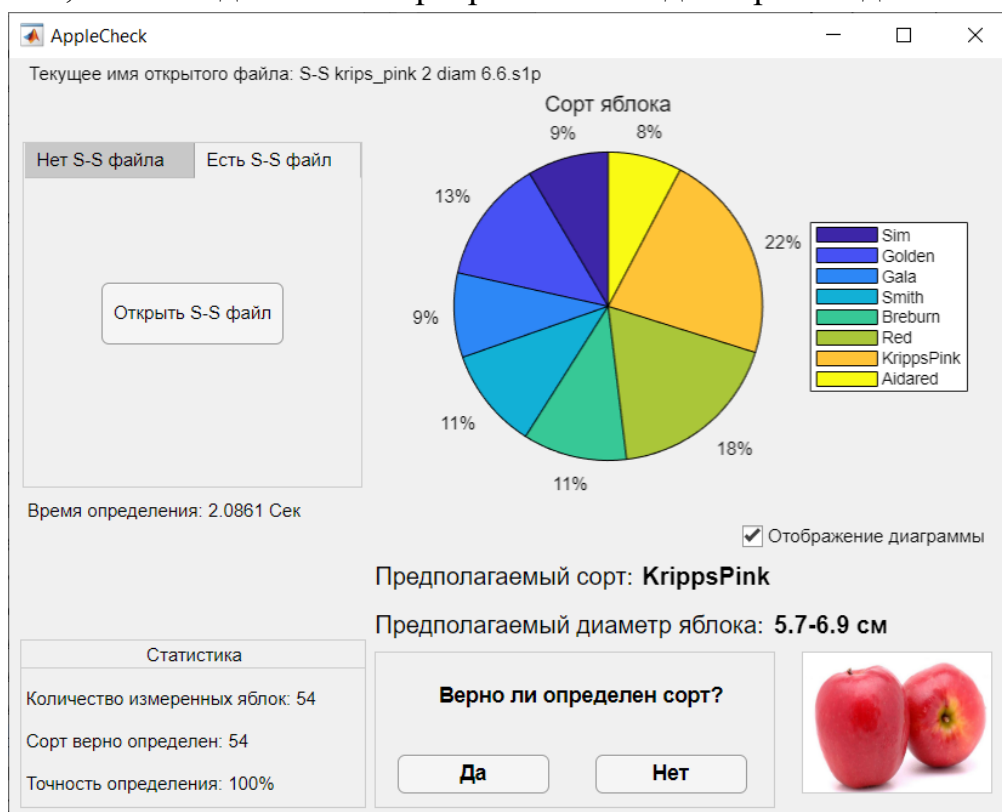 AppleCheck
Текущее имя открытого файла: S-S krips_pink 2 diam 6.6.s1p
Нет S-S файла
Есть S-S файл
Открыть S-S файл
Время определения: 2.0861 Сек
Сорт яблока
9%
8%
13%
22%
9%
11%
18%
11%
Sim
Golden
Gala
Smith
Breburn
Red
KrippsPink
Aidared
Отображение диаграммы
Предполагаемый сорт: KrippsPink
Предполагаемый диаметр яблока: 5.7-6.9 см
Статистика
Количество измеренных яблок: 54
Сорт верно определен: 54
Точность определения: 100%
Верно ли определен сорт?
Да
Нет